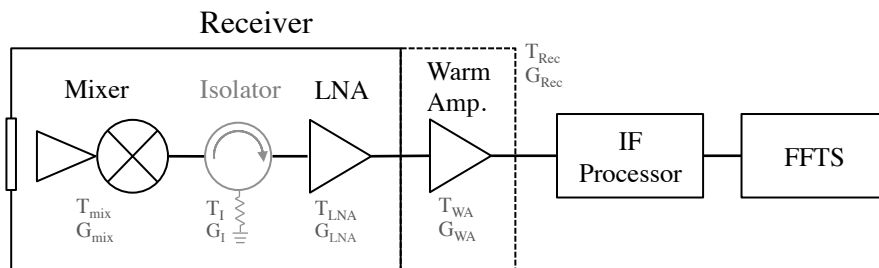 Receiver
Mixer
Isolator
LNA
Warm
Amp.
T_Rec
G_Rec
IF
Processor
FFTS
T_mix
G_mix
T_I
G_I
T_LNA
G_LNA
T_WA
G_WA